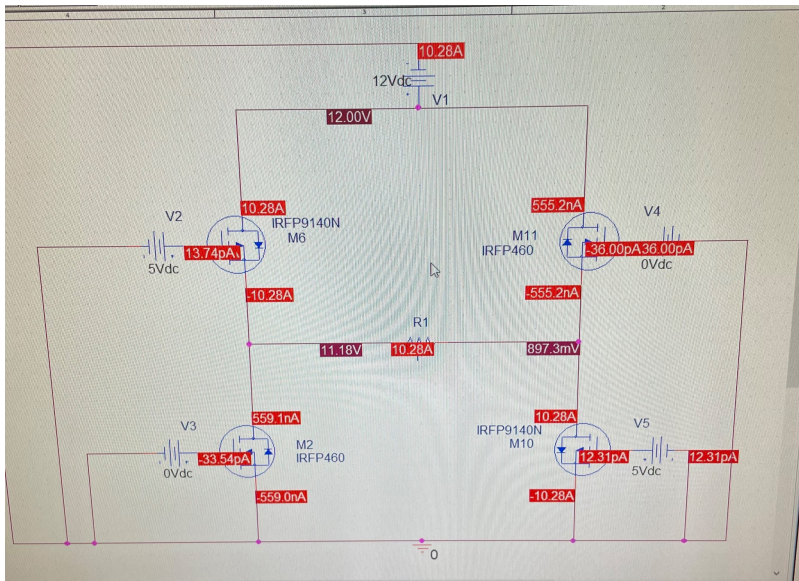 4 3 2
10.28A
12Vdc
V1
12.00V
V2
10.28A
IRFP9140N
M6
13.74pA
5Vdc
-10.28A
555.2nA
V4
M11
IRFP460
-36.00pA 36.00pA
0Vdc
-555.2nA
R1
11.18V
10.28A
897.3mV
V3
559.1nA
M2
IRFP460
-33.54pA
0Vdc
-559.0nA
10.28A
V5
IRFP9140N
M10
12.31pA
12.31pA
5Vdc
-10.28A
0